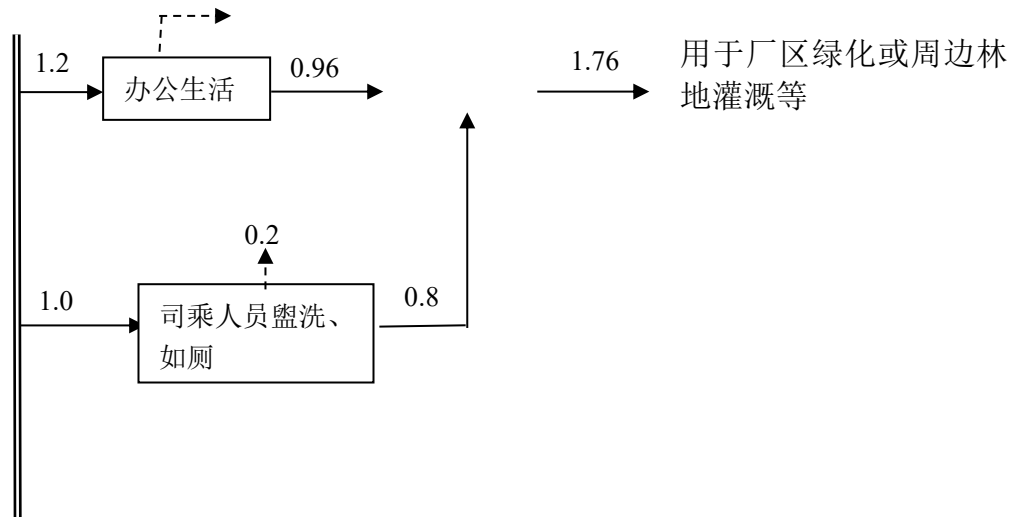 1.2
办公生活
0.96
1.76
用于厂区绿化或周边林
地灌溉等
0.2
1.0
司乘人员盥洗、
如厕
0.8